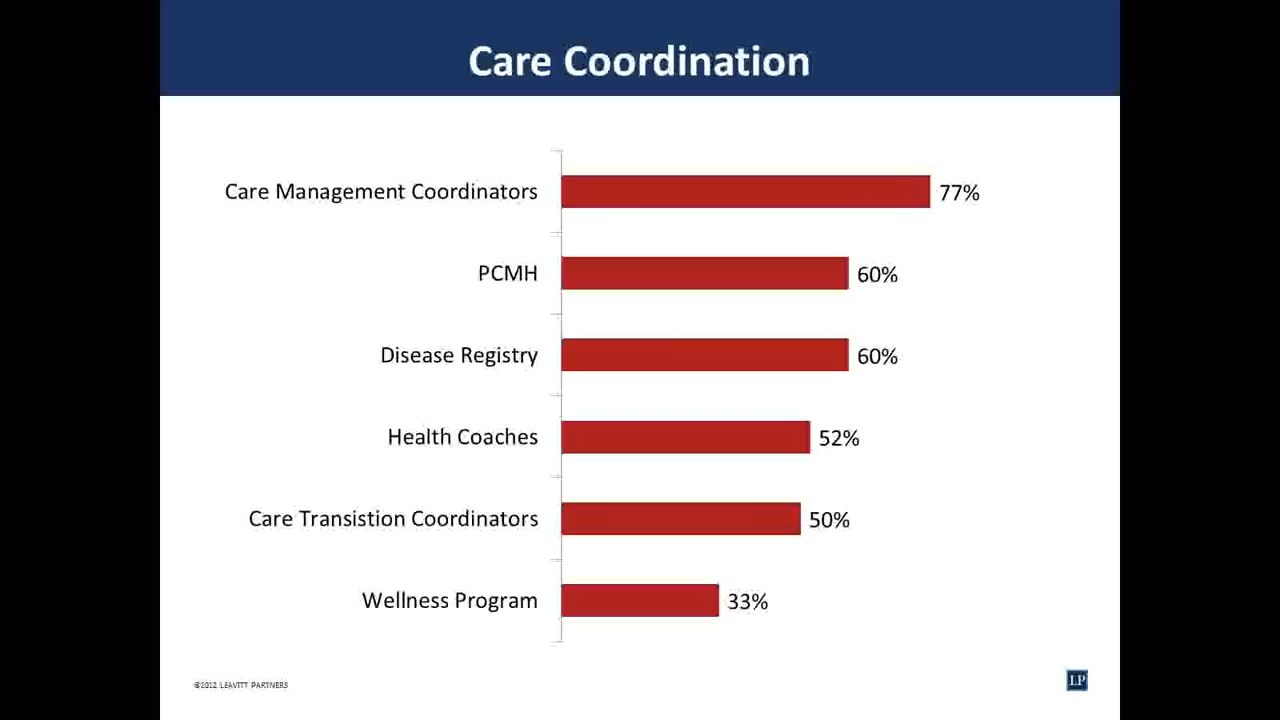 Care Coordination
Care Management Coordinators 77%
PCMH 60%
Disease Registry 60%
Health Coaches 52%
Care Transistion Coordinators 50%
Wellness Program 33%
©2012 LEAVITT PARTNERS
LP